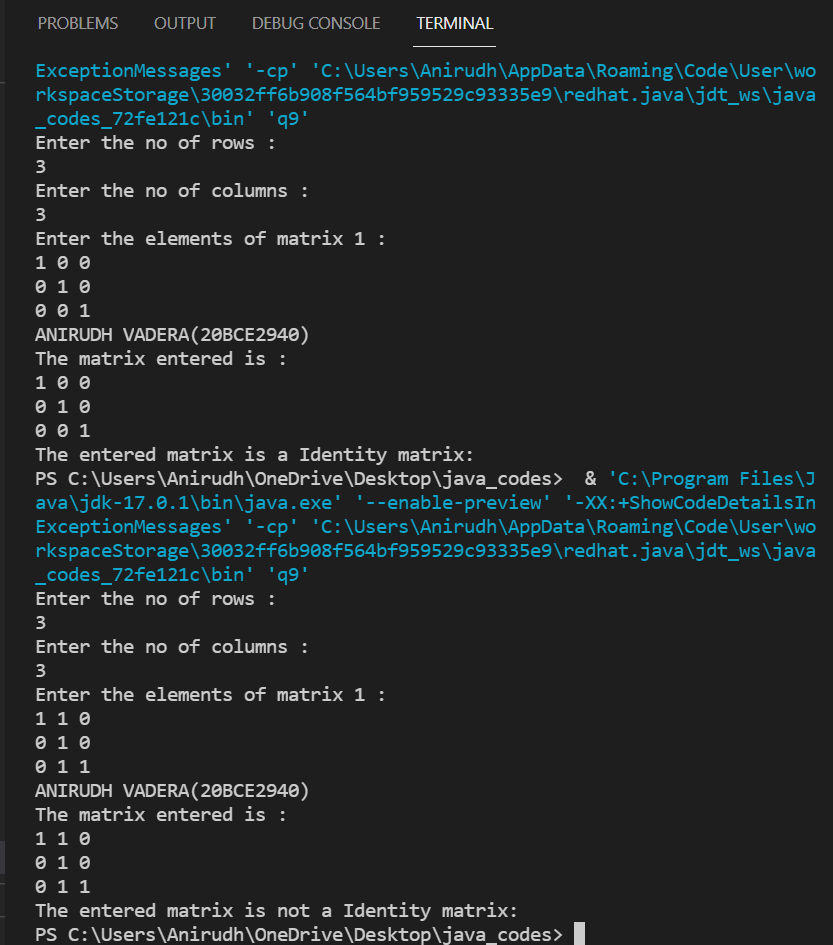 PROBLEMS OUTPUT DEBUG CONSOLE TERMINAL
ExceptionMessages' '-cp' 'C:\Users\Anirudh\AppData\Roaming\Code\User\wo
rkspaceStorage\30032ff6b908f564bf959529c93335e9\redhat.java\jdt_ws\java
_codes_72fe121c\bin' 'q9'
Enter the no of rows :
3
Enter the no of columns :
3
Enter the elements of matrix 1 :
1 0 0
0 1 0
0 0 1
ANIRUDH VADERA(20BCE2940)
The matrix entered is :
1 0 0
0 1 0
0 0 1
The entered matrix is a Identity matrix:
PS C:\Users\Anirudh\OneDrive\Desktop\java_codes>  & 'C:\Program Files\J
ava\jdk-17.0.1\bin\java.exe' '--enable-preview' '-XX:+ShowCodeDetailsIn
ExceptionMessages' '-cp' 'C:\Users\Anirudh\AppData\Roaming\Code\User\wo
rkspaceStorage\30032ff6b908f564bf959529c93335e9\redhat.java\jdt_ws\java
_codes_72fe121c\bin' 'q9'
Enter the no of rows :
3
Enter the no of columns :
3
Enter the elements of matrix 1 :
1 1 0
0 1 0
0 1 1
ANIRUDH VADERA(20BCE2940)
The matrix entered is :
1 1 0
0 1 0
0 1 1
The entered matrix is not a Identity matrix:
PS C:\Users\Anirudh\OneDrive\Desktop\java_codes>